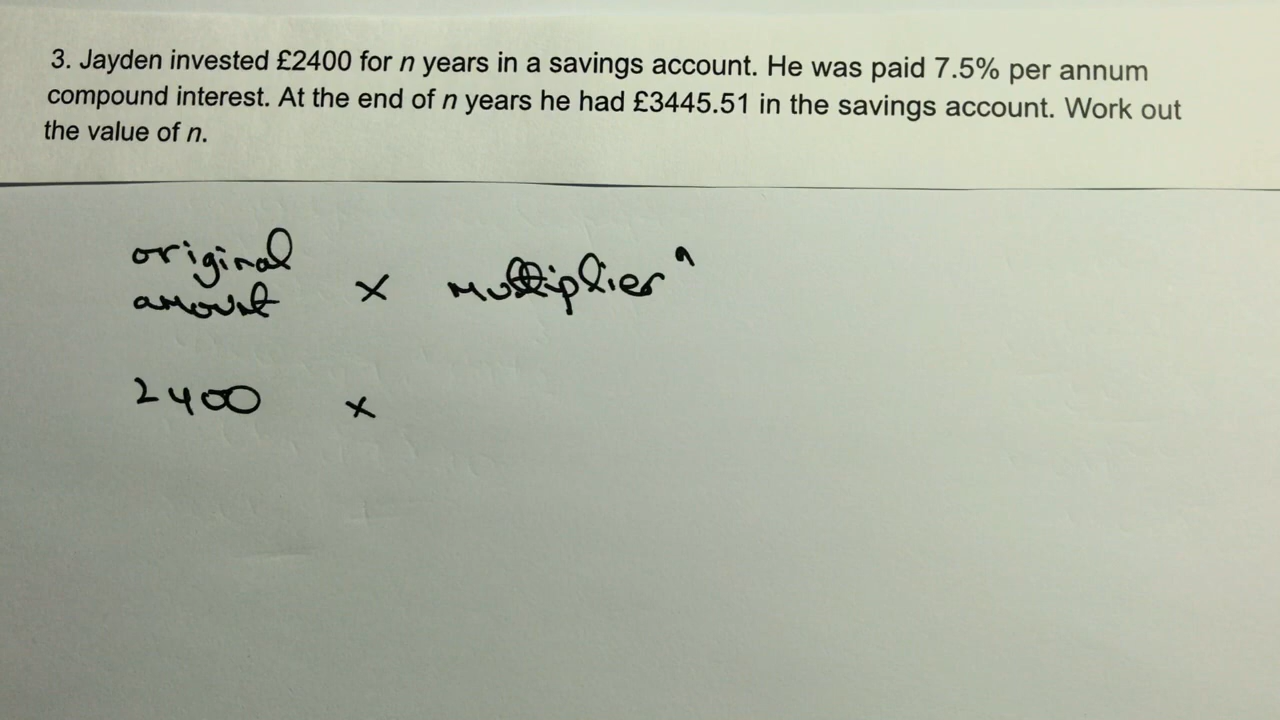 3. Jayden invested £2400 for n years in a savings account. He was paid 7.5% per annum
compound interest. At the end of n years he had £3445.51 in the savings account. Work out
the value of n.
original
amount × multiplier ⁿ
2400 ×